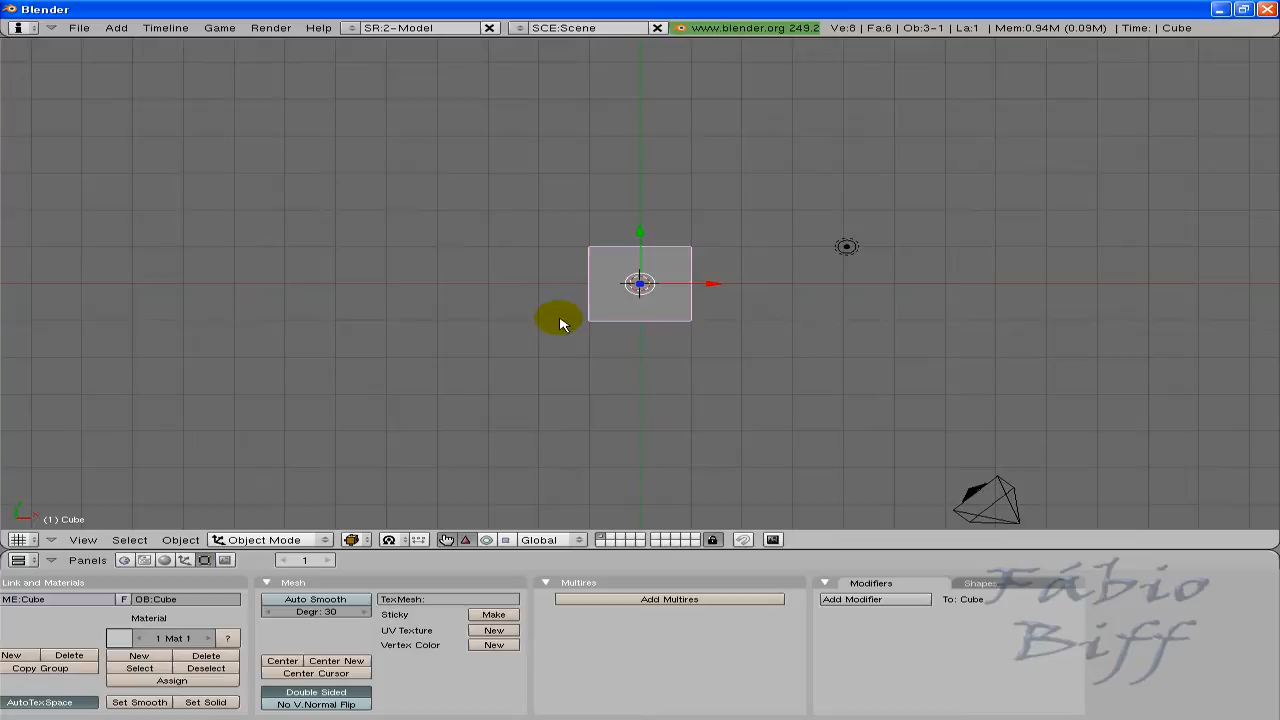 Blender
File Add Timeline Game Render Help SR:2-Model SCE:Scene www.blender.org 249.2 Ve:8 | Fa:6 | Ob:3-1 | La:1 | Mem:0.94M (0.09M) | Time: | Cube
(1) Cube
View Select Object Object Mode Global
Panels 1
Link and Materials Mesh Multires Modifiers Shapes
ME:Cube F OB:Cube Auto Smooth TexMesh: Add Multires Add Modifier To: Cube
Degr: 30
Material Sticky Make
1 Mat 1 ? UV Texture New
Vertex Color New
New Delete New Delete Center Center New
Copy Group Select Deselect Center Cursor
Assign
Double Sided
AutoTexSpace Set Smooth Set Solid No V.Normal Flip
Fábio
Biff